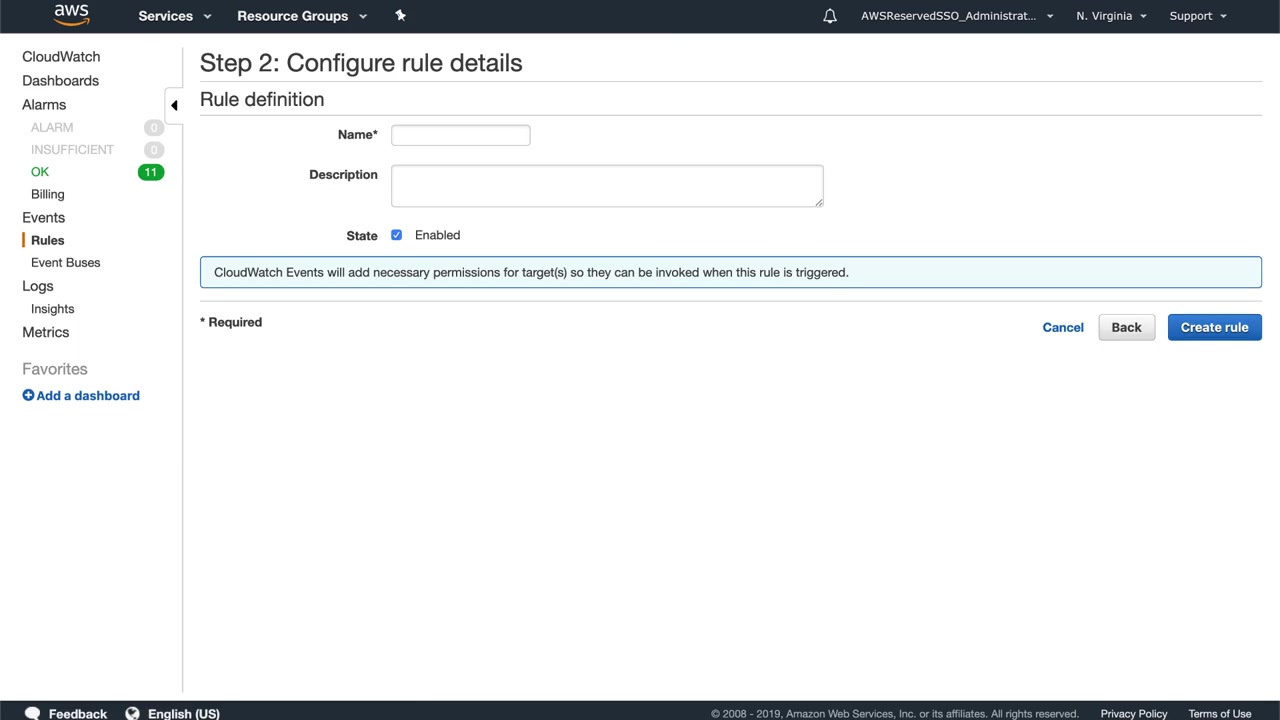 aws Services Resource Groups AWSReservedSSO_Administrat... N. Virginia Support
CloudWatch
Dashboards
Alarms
ALARM 0
INSUFFICIENT 0
OK 11
Billing
Events
Rules
Event Buses
Logs
Insights
Metrics
Favorites
Add a dashboard
Step 2: Configure rule details
Rule definition
Name*
Description
State Enabled
CloudWatch Events will add necessary permissions for target(s) so they can be invoked when this rule is triggered.
* Required Cancel Back Create rule
Feedback English (US) © 2008 - 2019, Amazon Web Services, Inc. or its affiliates. All rights reserved. Privacy Policy Terms of Use